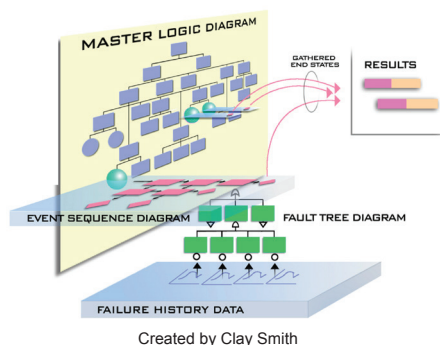 MASTER LOGIC DIAGRAM
GATHERED
END STATES
RESULTS
EVENT SEQUENCE DIAGRAM
FAULT TREE DIAGRAM
FAILURE HISTORY DATA
Created by Clay Smith